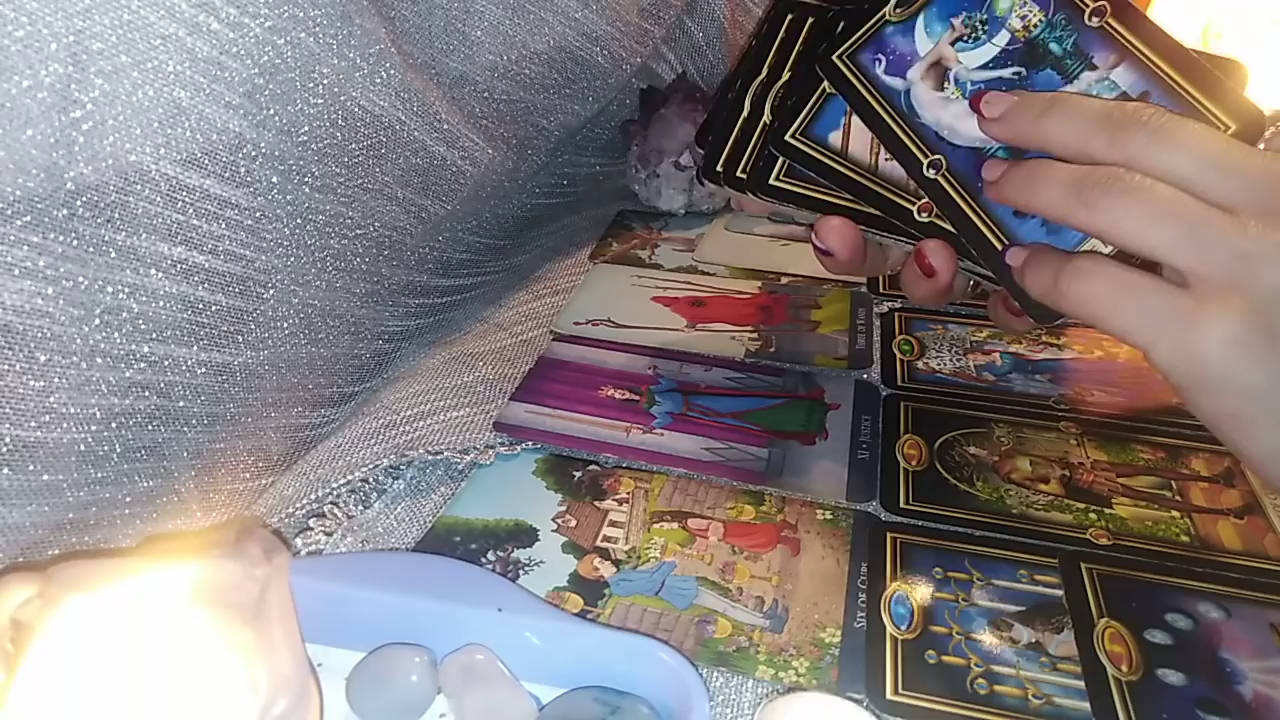 THREE OF WANDS
XI • JUSTICE
SIX OF CUPS